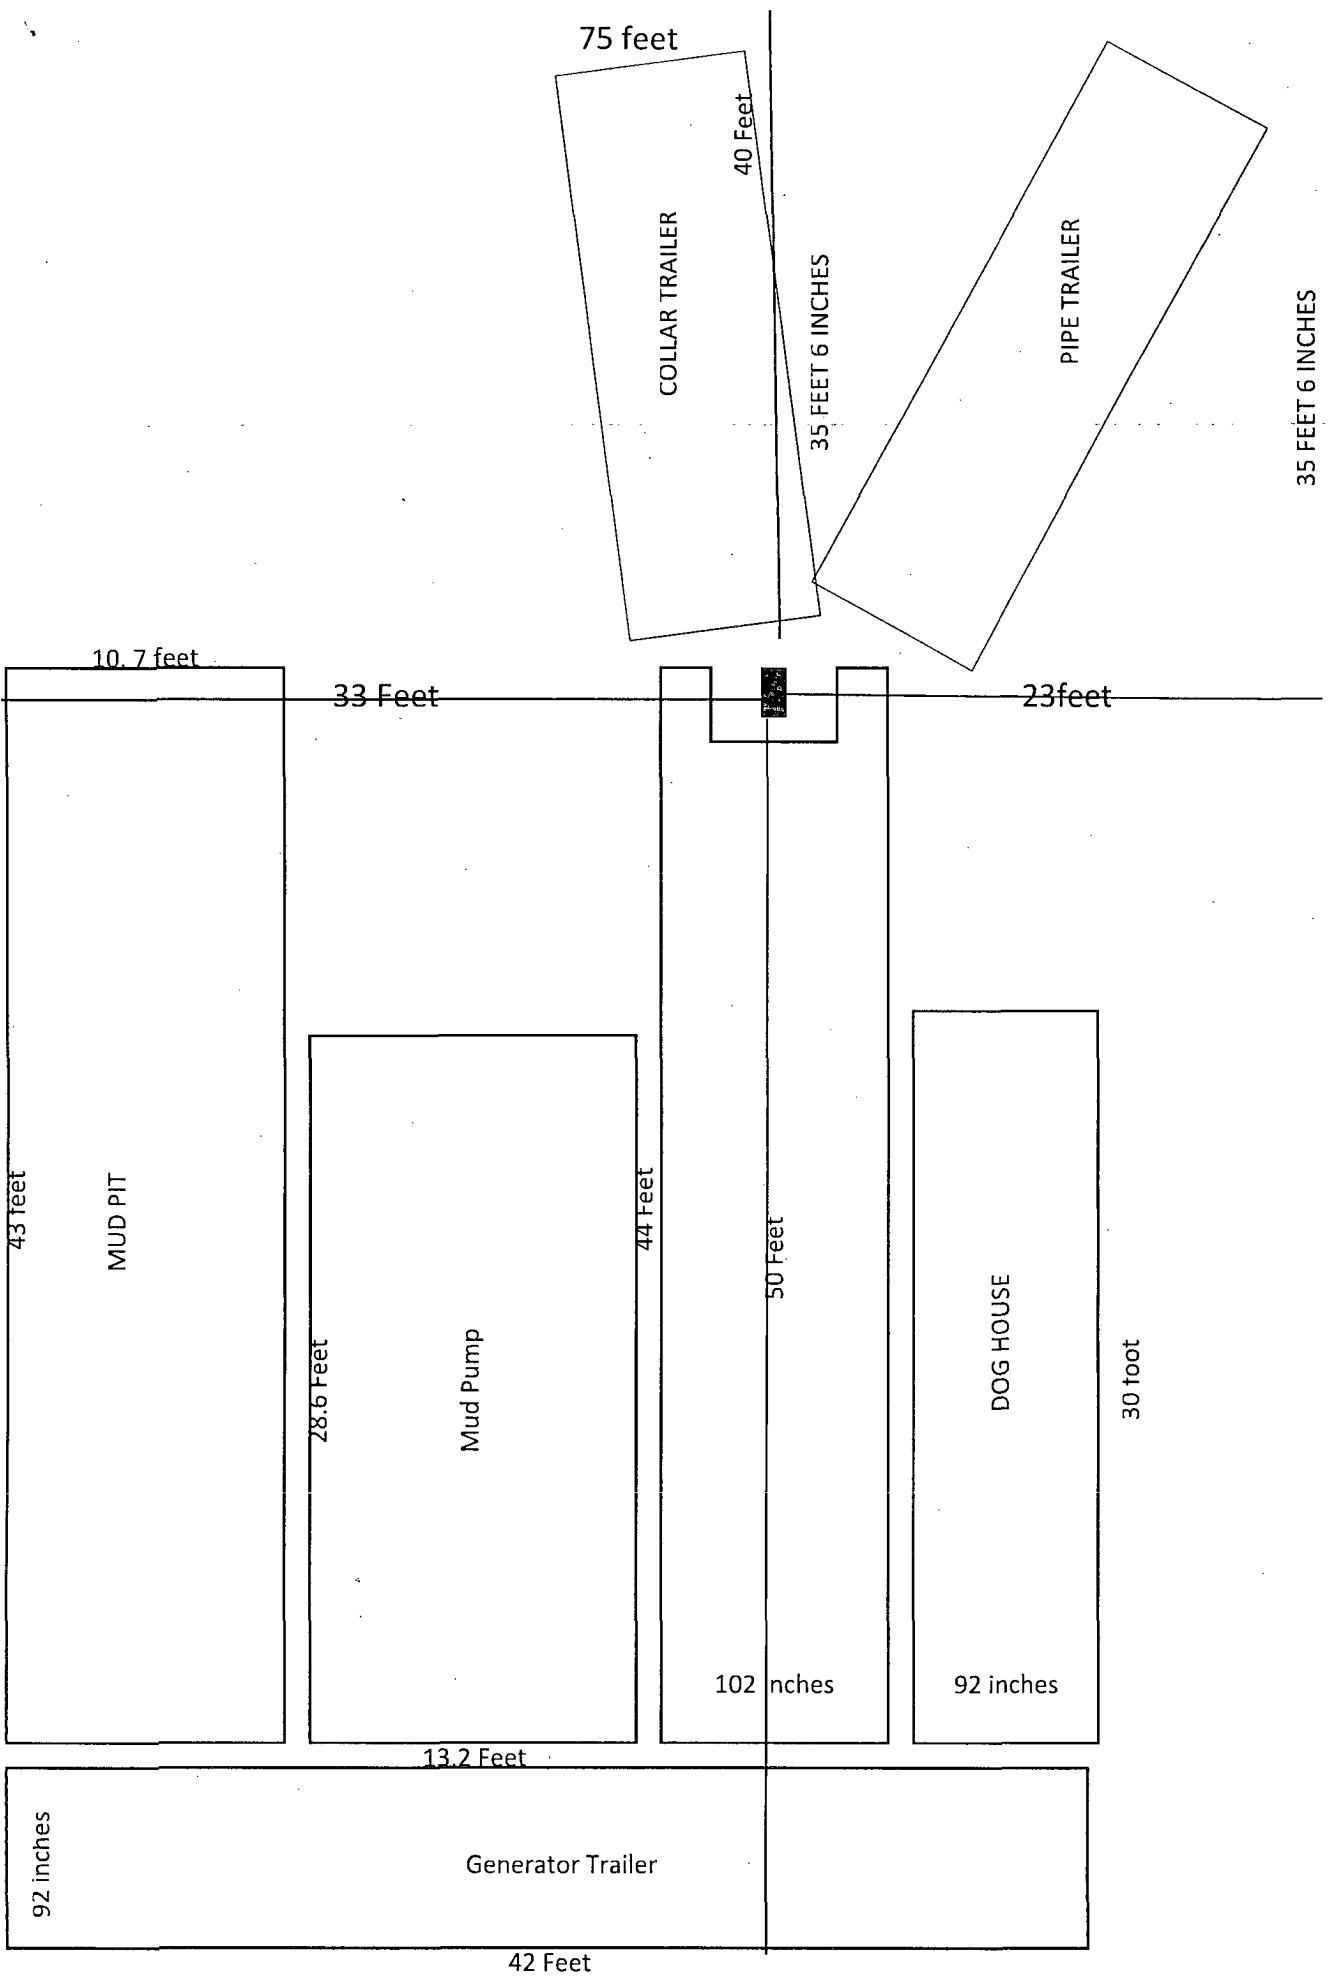 75 feet
40 Feet
COLLAR TRAILER
35 FEET 6 INCHES
PIPE TRAILER
35 FEET 6 INCHES
10. 7 feet
33 Feet
23feet
43 feet
MUD PIT
28.6 Feet
Mud Pump
44 Feet
50 Feet
DOG HOUSE
30 foot
102 inches
92 inches
13.2 Feet
92 inches
Generator Trailer
42 Feet